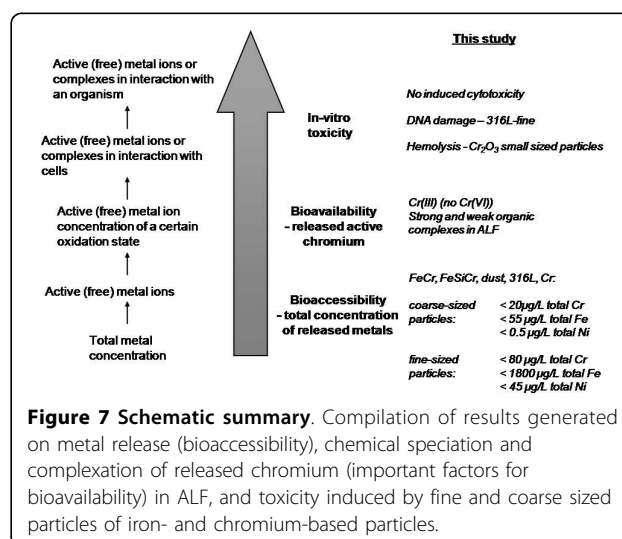 This study
Active (free) metal ions or
complexes in interaction with
an organism
Active (free) metal ions or
complexes in interaction with
cells
Active (free) metal ion
concentration of a certain
oxidation state
Active (free) metal ions
Total metal
concentration
In-vitro
toxicity
Bioavailability
- released active
chromium
Bioaccessibility
- total concentration
of released metals
No induced cytotoxicity
DNA damage – 316L-fine
Hemolysis - Cr₂O₃ small sized particles
Cr(III) (no Cr(VI))
Strong and weak organic
complexes in ALF
FeCr, FeSiCr, dust, 316L, Cr:
coarse-sized < 20µg/L total Cr
particles: < 55 µg/L total Fe
< 0.5 µg/L total Ni
fine-sized < 80 µg/L total Cr
particles: < 1800 µg/L total Fe
< 45 µg/L total Ni
Figure 7 Schematic summary. Compilation of results generated
on metal release (bioaccessibility), chemical speciation and
complexation of released chromium (important factors for
bioavailability) in ALF, and toxicity induced by fine and coarse sized
particles of iron- and chromium-based particles.